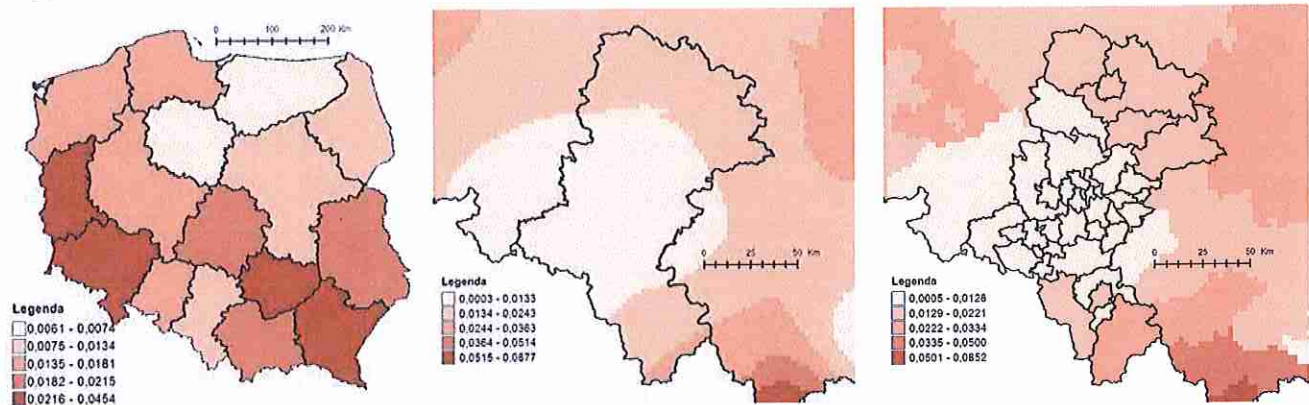 0 100 200 Km
Legenda
0,0061 - 0,0074
0,0075 - 0,0134
0,0135 - 0,0181
0,0182 - 0,0215
0,0216 - 0,0454
0 25 50 Km
Legenda
0,0003 - 0,0133
0,0134 - 0,0243
0,0244 - 0,0363
0,0364 - 0,0514
0,0515 - 0,0877
0 25 50 Km
Legenda
0,0005 - 0,0128
0,0129 - 0,0221
0,0222 - 0,0334
0,0335 - 0,0500
0,0501 - 0,0852